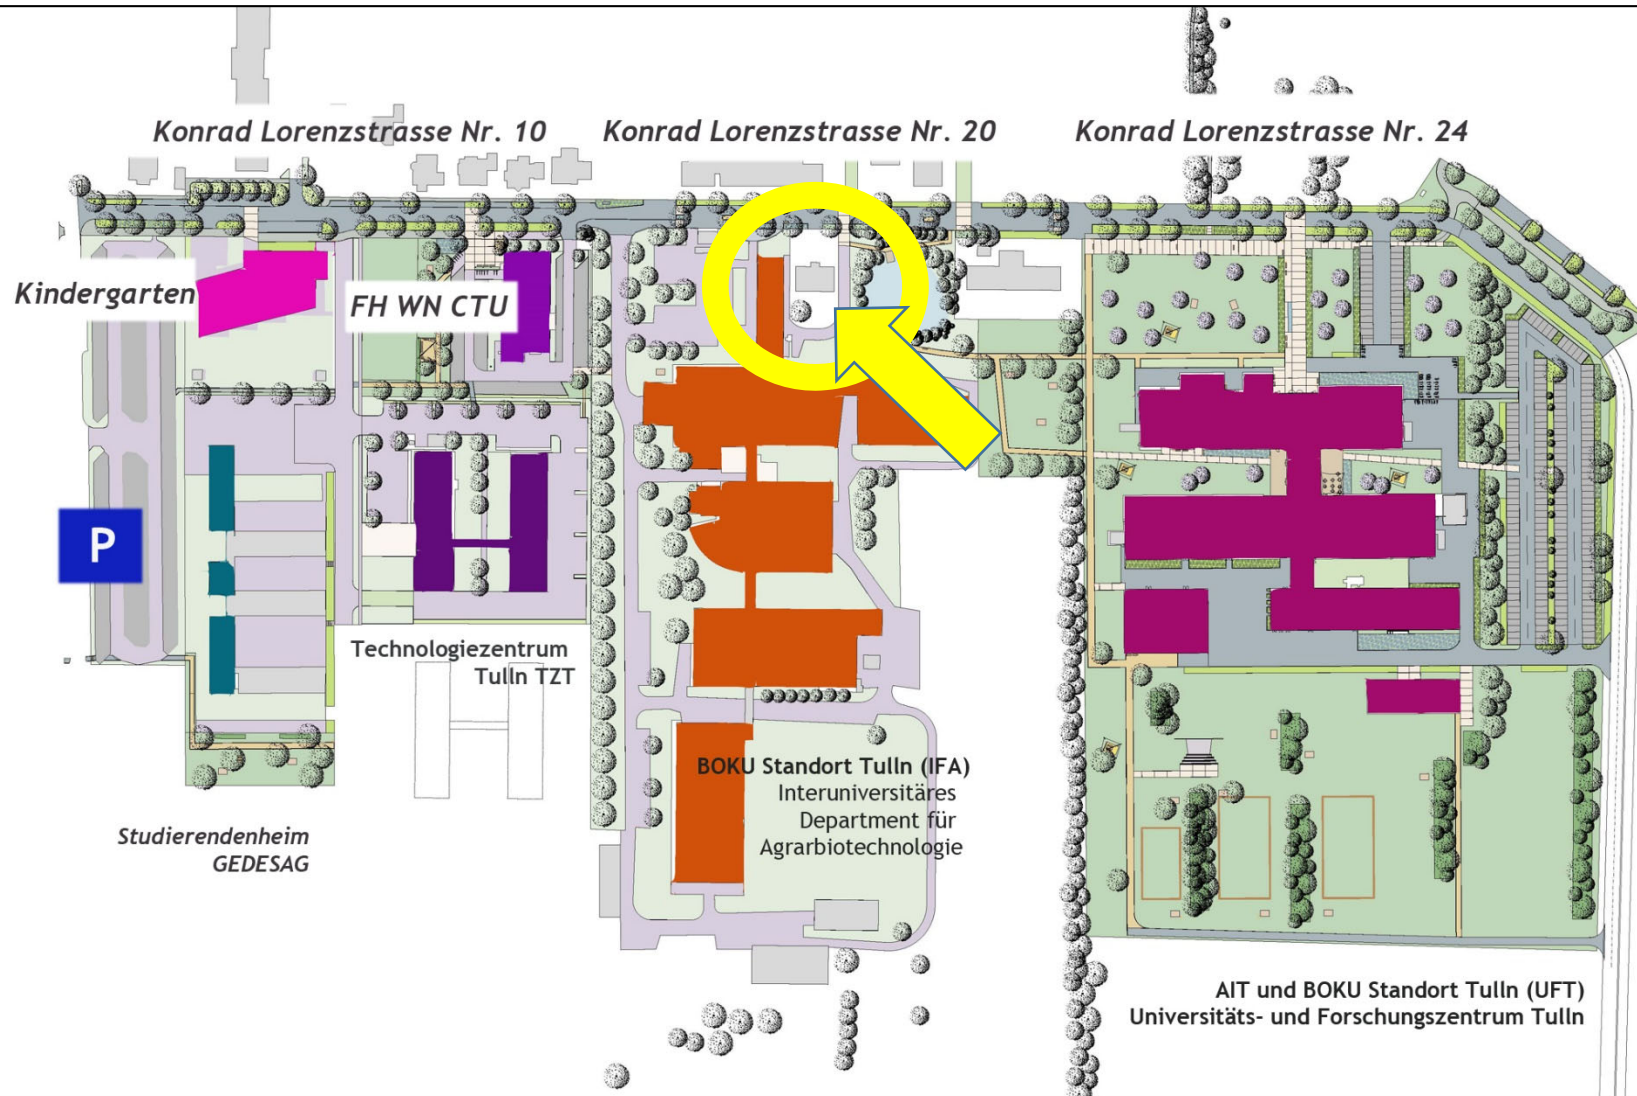 Konrad Lorenzstrasse Nr. 10
Konrad Lorenzstrasse Nr. 20
Konrad Lorenzstrasse Nr. 24
Kindergarten
FH WN CTU
P
Technologiezentrum
Tulln TZT
BOKU Standort Tulln (IFA)
Interuniversitäres
Department für
Agrarbiotechnologie
Studierendenheim
GEDESAG
AIT und BOKU Standort Tulln (UFT)
Universitäts- und Forschungszentrum Tulln